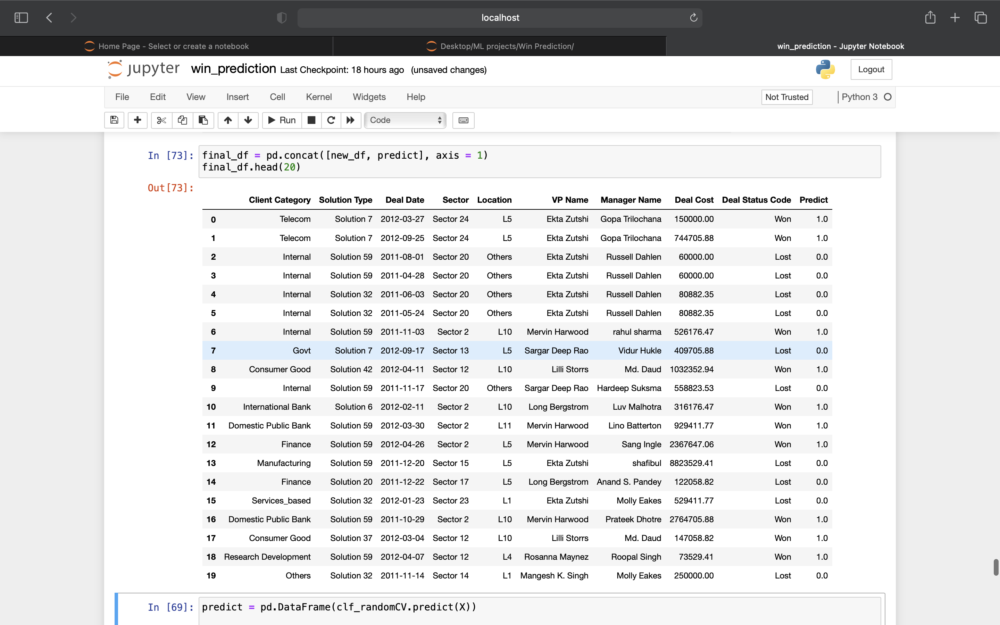 localhost
Home Page - Select or create a notebook
Desktop/ML projects/Win Prediction/
win_prediction - Jupyter Notebook
jupyter win_prediction Last Checkpoint: 18 hours ago (unsaved changes)
Logout
File Edit View Insert Cell Kernel Widgets Help Not Trusted Python 3
Run Code
In [73]: final_df = pd.concat([new_df, predict], axis = 1)
final_df.head(20)
Out[73]:
Client Category Solution Type Deal Date Sector Location VP Name Manager Name Deal Cost Deal Status Code Predict
0 Telecom Solution 7 2012-03-27 Sector 24 L5 Ekta Zutshi Gopa Trilochana 150000.00 Won 1.0
1 Telecom Solution 7 2012-09-25 Sector 24 L5 Ekta Zutshi Gopa Trilochana 744705.88 Won 1.0
2 Internal Solution 59 2011-08-01 Sector 20 Others Ekta Zutshi Russell Dahlen 60000.00 Lost 0.0
3 Internal Solution 59 2011-04-28 Sector 20 Others Ekta Zutshi Russell Dahlen 60000.00 Lost 0.0
4 Internal Solution 32 2011-06-03 Sector 20 Others Ekta Zutshi Russell Dahlen 80882.35 Lost 0.0
5 Internal Solution 32 2011-05-24 Sector 20 Others Ekta Zutshi Russell Dahlen 80882.35 Lost 0.0
6 Internal Solution 59 2011-11-03 Sector 2 L10 Mervin Harwood rahul sharma 526176.47 Won 1.0
7 Govt Solution 7 2012-09-17 Sector 13 L5 Sargar Deep Rao Vidur Hukle 409705.88 Lost 0.0
8 Consumer Good Solution 42 2012-04-11 Sector 12 L10 Lilli Storrs Md. Daud 1032352.94 Won 1.0
9 Internal Solution 59 2011-11-17 Sector 20 Others Sargar Deep Rao Hardeep Suksma 558823.53 Lost 0.0
10 International Bank Solution 6 2012-02-11 Sector 2 L10 Long Bergstrom Luv Malhotra 316176.47 Won 1.0
11 Domestic Public Bank Solution 59 2012-03-30 Sector 2 L11 Mervin Harwood Lino Batterton 929411.77 Won 1.0
12 Finance Solution 59 2012-04-26 Sector 2 L5 Mervin Harwood Sang Ingle 2367647.06 Won 1.0
13 Manufacturing Solution 59 2011-12-20 Sector 15 L5 Ekta Zutshi shafibul 8823529.41 Lost 0.0
14 Finance Solution 20 2011-12-22 Sector 17 L5 Long Bergstrom Anand S. Pandey 122058.82 Lost 0.0
15 Services_based Solution 32 2012-01-23 Sector 23 L1 Ekta Zutshi Molly Eakes 529411.77 Lost 0.0
16 Domestic Public Bank Solution 59 2011-10-29 Sector 2 L10 Mervin Harwood Prateek Dhotre 2764705.88 Won 1.0
17 Consumer Good Solution 37 2012-03-04 Sector 12 L10 Lilli Storrs Md. Daud 147058.82 Won 1.0
18 Research Development Solution 59 2012-04-07 Sector 12 L4 Rosanna Maynez Roopal Singh 73529.41 Won 1.0
19 Others Solution 32 2011-11-14 Sector 14 L1 Mangesh K. Singh Molly Eakes 250000.00 Lost 0.0
In [69]: predict = pd.DataFrame(clf_randomCV.predict(X))